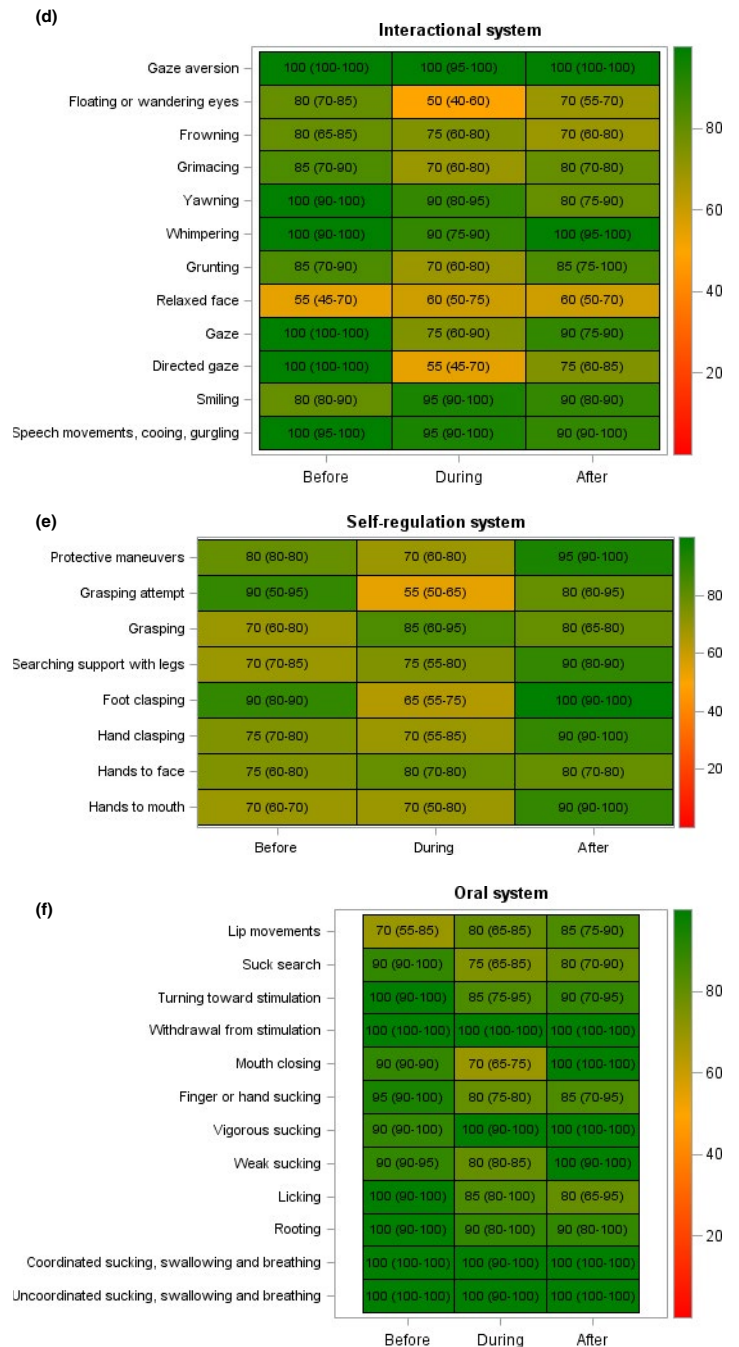 (d)
Interactional system
Gaze aversion 100 (100-100) 100 (95-100) 100 (100-100)
Floating or wandering eyes 80 (70-85) 50 (40-60) 70 (55-70)
80
Frowning 80 (65-85) 75 (60-80) 70 (60-80)
Grimacing 85 (70-90) 70 (60-80) 80 (70-80)
Yawning 100 (90-100) 90 (80-95) 80 (75-90)
60
Whimpering 100 (90-100) 90 (75-90) 100 (95-100)
Grunting 85 (70-90) 70 (60-80) 85 (75-100)
40
Relaxed face 55 (45-70) 60 (50-75) 60 (50-70)
Gaze 100 (100-100) 75 (60-90) 90 (75-90)
Directed gaze 100 (100-100) 55 (45-70) 75 (60-85)
20
Smiling 80 (80-90) 95 (90-100) 90 (80-90)
Speech movements, cooing, gurgling 100 (95-100) 95 (90-100) 90 (90-100)
Before During After
(e)
Self-regulation system
Protective maneuvers 80 (80-80) 70 (60-80) 95 (90-100)
Grasping attempt 90 (50-95) 55 (50-65) 80 (60-95)
80
Grasping 70 (60-80) 85 (60-95) 80 (65-80)
Searching support with legs 70 (70-85) 75 (55-80) 90 (80-90)
60
Foot clasping 90 (80-90) 65 (55-75) 100 (90-100)
40
Hand clasping 75 (70-80) 70 (55-85) 90 (90-100)
Hands to face 75 (60-80) 80 (70-80) 80 (70-80)
20
Hands to mouth 70 (60-70) 70 (50-80) 90 (90-100)
Before During After
(f)
Oral system
Lip movements 70 (55-85) 80 (65-85) 85 (75-90)
Suck search 90 (90-100) 75 (65-85) 80 (70-90)
80
Turning toward stimulation 100 (90-100) 85 (75-95) 90 (70-95)
Withdrawal from stimulation 100 (100-100) 100 (100-100) 100 (100-100)
Mouth closing 90 (90-90) 70 (65-75) 100 (100-100)
60
Finger or hand sucking 95 (90-100) 80 (75-80) 85 (70-95)
Vigorous sucking 90 (90-100) 100 (90-100) 100 (100-100)
40
Weak sucking 90 (90-95) 80 (80-85) 100 (90-100)
Licking 100 (90-100) 85 (80-100) 80 (65-95)
Rooting 100 (90-100) 90 (80-100) 90 (80-100)
20
Coordinated sucking, swallowing and breathing 100 (100-100) 100 (90-100) 100 (100-100)
Uncoordinated sucking, swallowing and breathing 100 (100-100) 100 (90-100) 100 (100-100)
Before During After